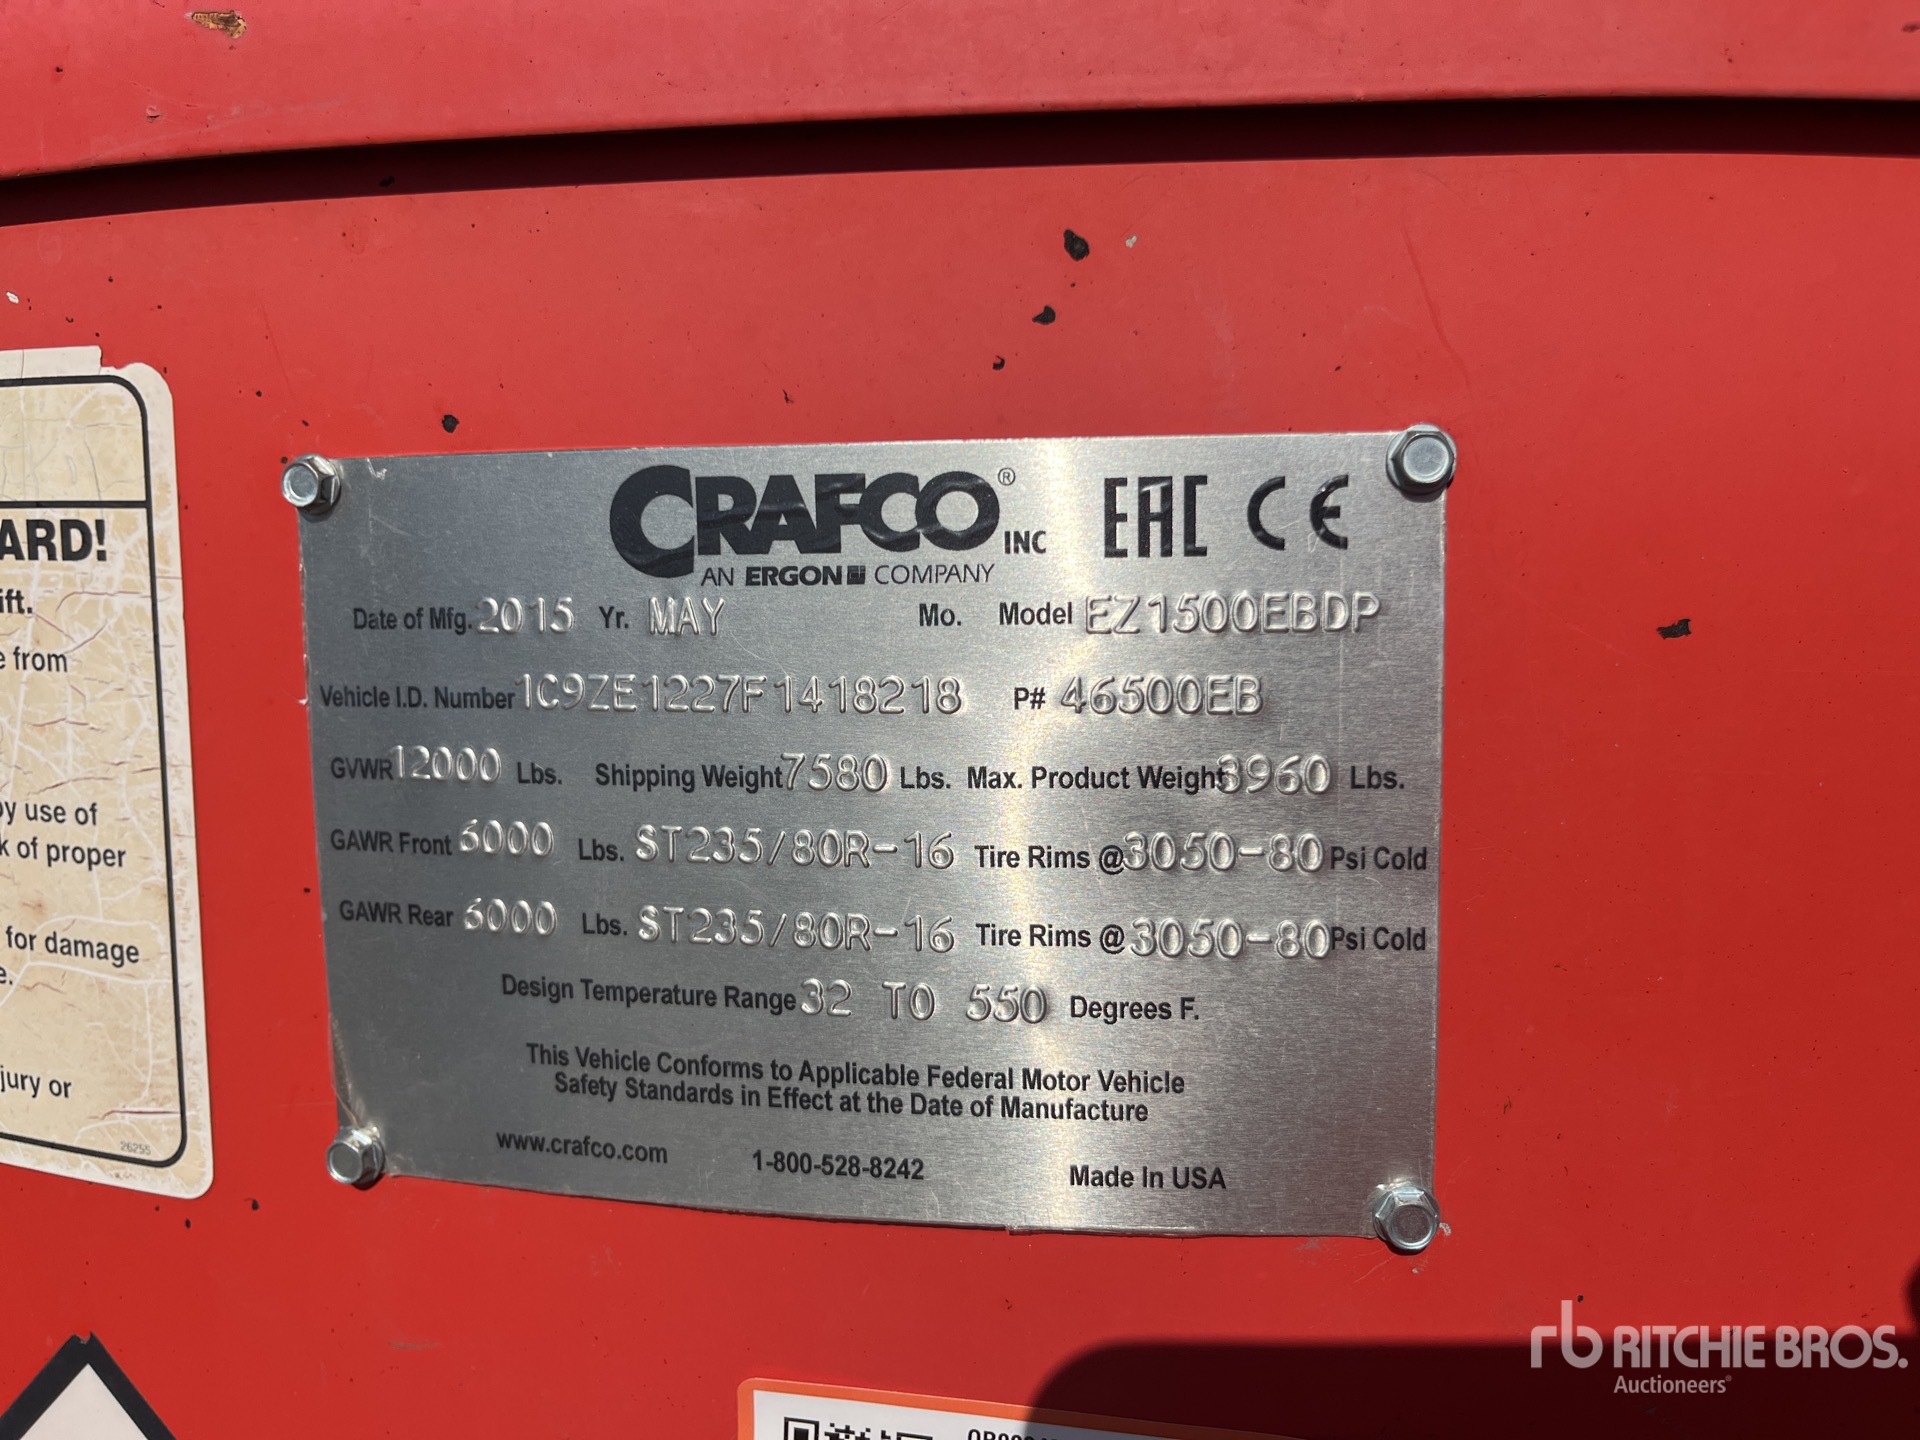 ARD!
ift.
e from
by use of
k of proper
for damage
e.
jury or
26255
CRAFCO® INC EAC CE
AN ERGON COMPANY
Date of Mfg. 2015 Yr. MAY Mo. Model EZ1500EBDP
Vehicle I.D. Number 1C9ZE1227F1418218 P# 46500EB
GVWR 12000 Lbs. Shipping Weight 7580 Lbs. Max. Product Weight 3960 Lbs.
GAWR Front 6000 Lbs. ST235/80R-16 Tire Rims @ 3050-80 Psi Cold
GAWR Rear 6000 Lbs. ST235/80R-16 Tire Rims @ 3050-80 Psi Cold
Design Temperature Range 32 TO 550 Degrees F.
This Vehicle Conforms to Applicable Federal Motor Vehicle
Safety Standards in Effect at the Date of Manufacture
www.crafco.com 1-800-528-8242 Made In USA
rb RITCHIE BROS.
Auctioneers®